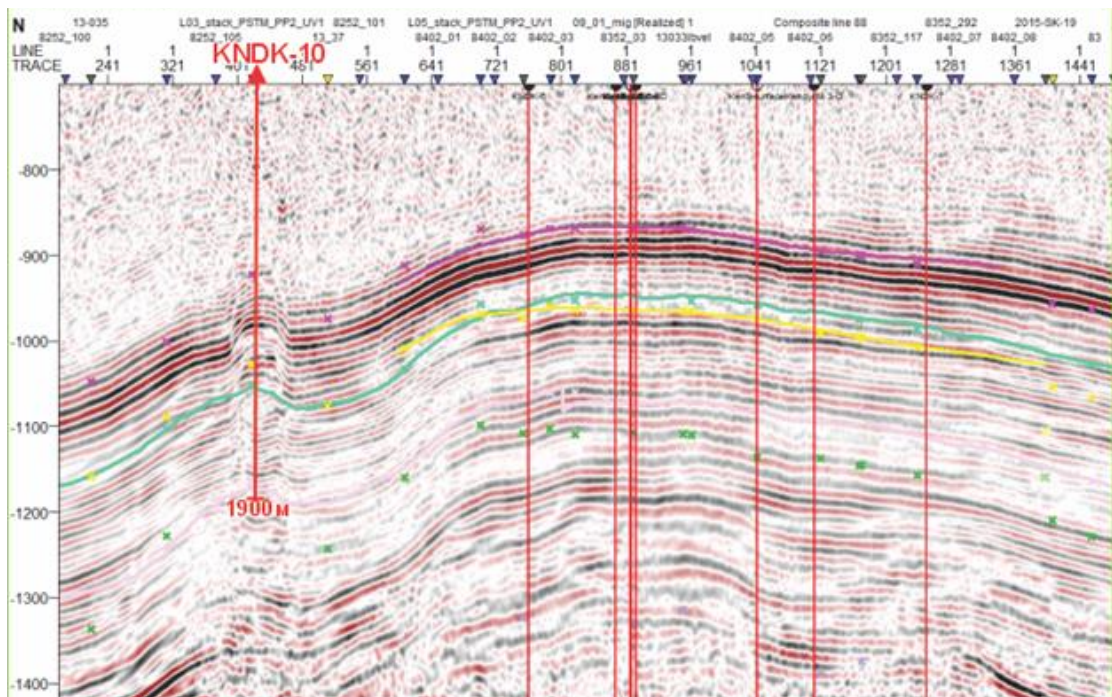 N 13-035 L03_stack_PSTM_PP2_UV1 8252_101 L05_stack_PSTM_PP2_UV1 09_01_mig [Realized] 1 Composite line 88 8352_292 2015-SK-19
8252_100 8252_105 13_37 8402_01 8402_02 8402_03 8352_03 13033lbvel 8402_05 8402_06 8352_117 8402_07 8402_08 83
LINE 1 1 1 1 1 1 1 1 1 1 1 1 1 1
KNDK-10
TRACE 241 321 401 481 561 641 721 801 881 961 1041 1121 1201 1281 1361 1441
-800
-900
-1000
-1100
-1200
1900 м
-1300
-1400